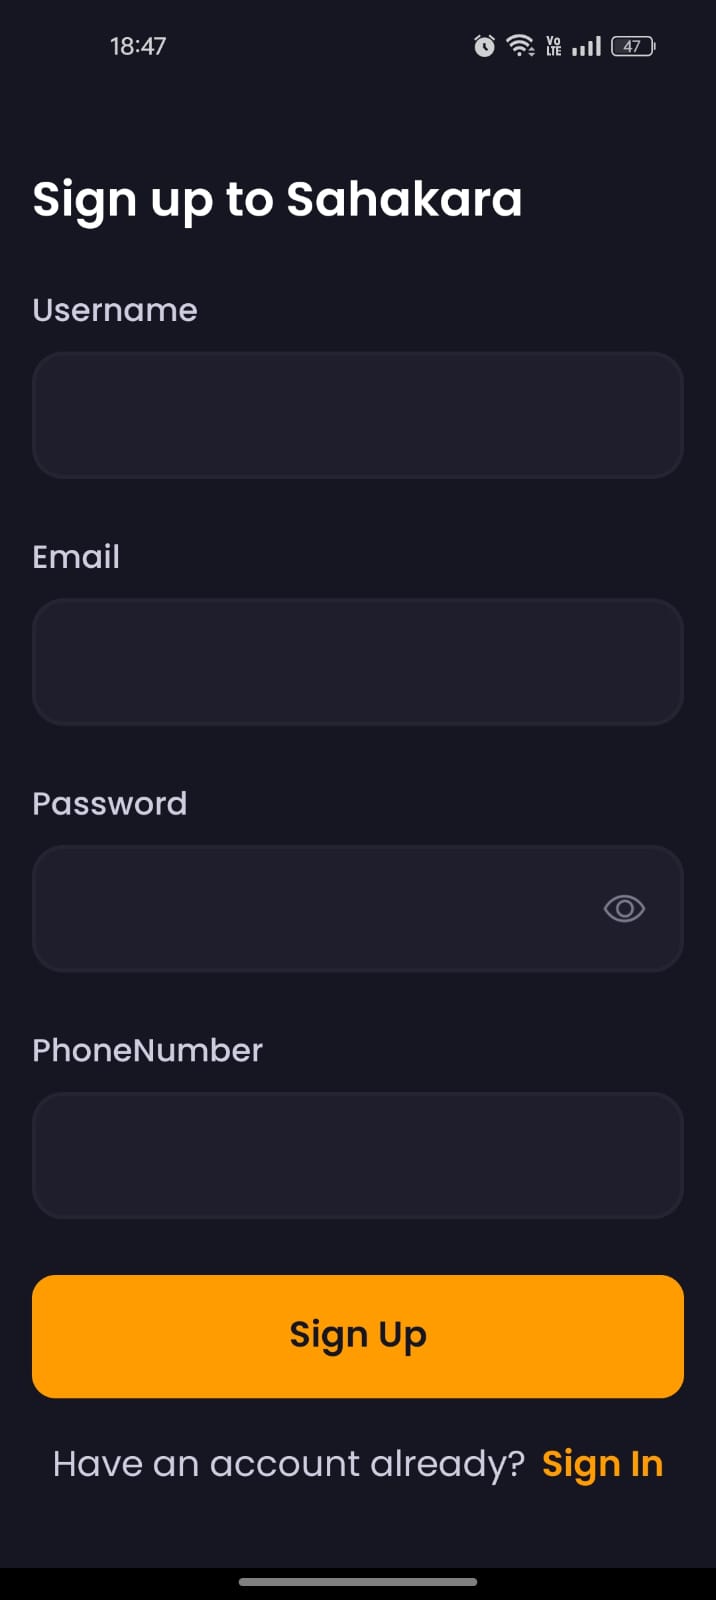 18:47
Vo LTE
47
Sign up to Sahakara
Username
Email
Password
PhoneNumber
Sign Up
Have an account already? Sign In